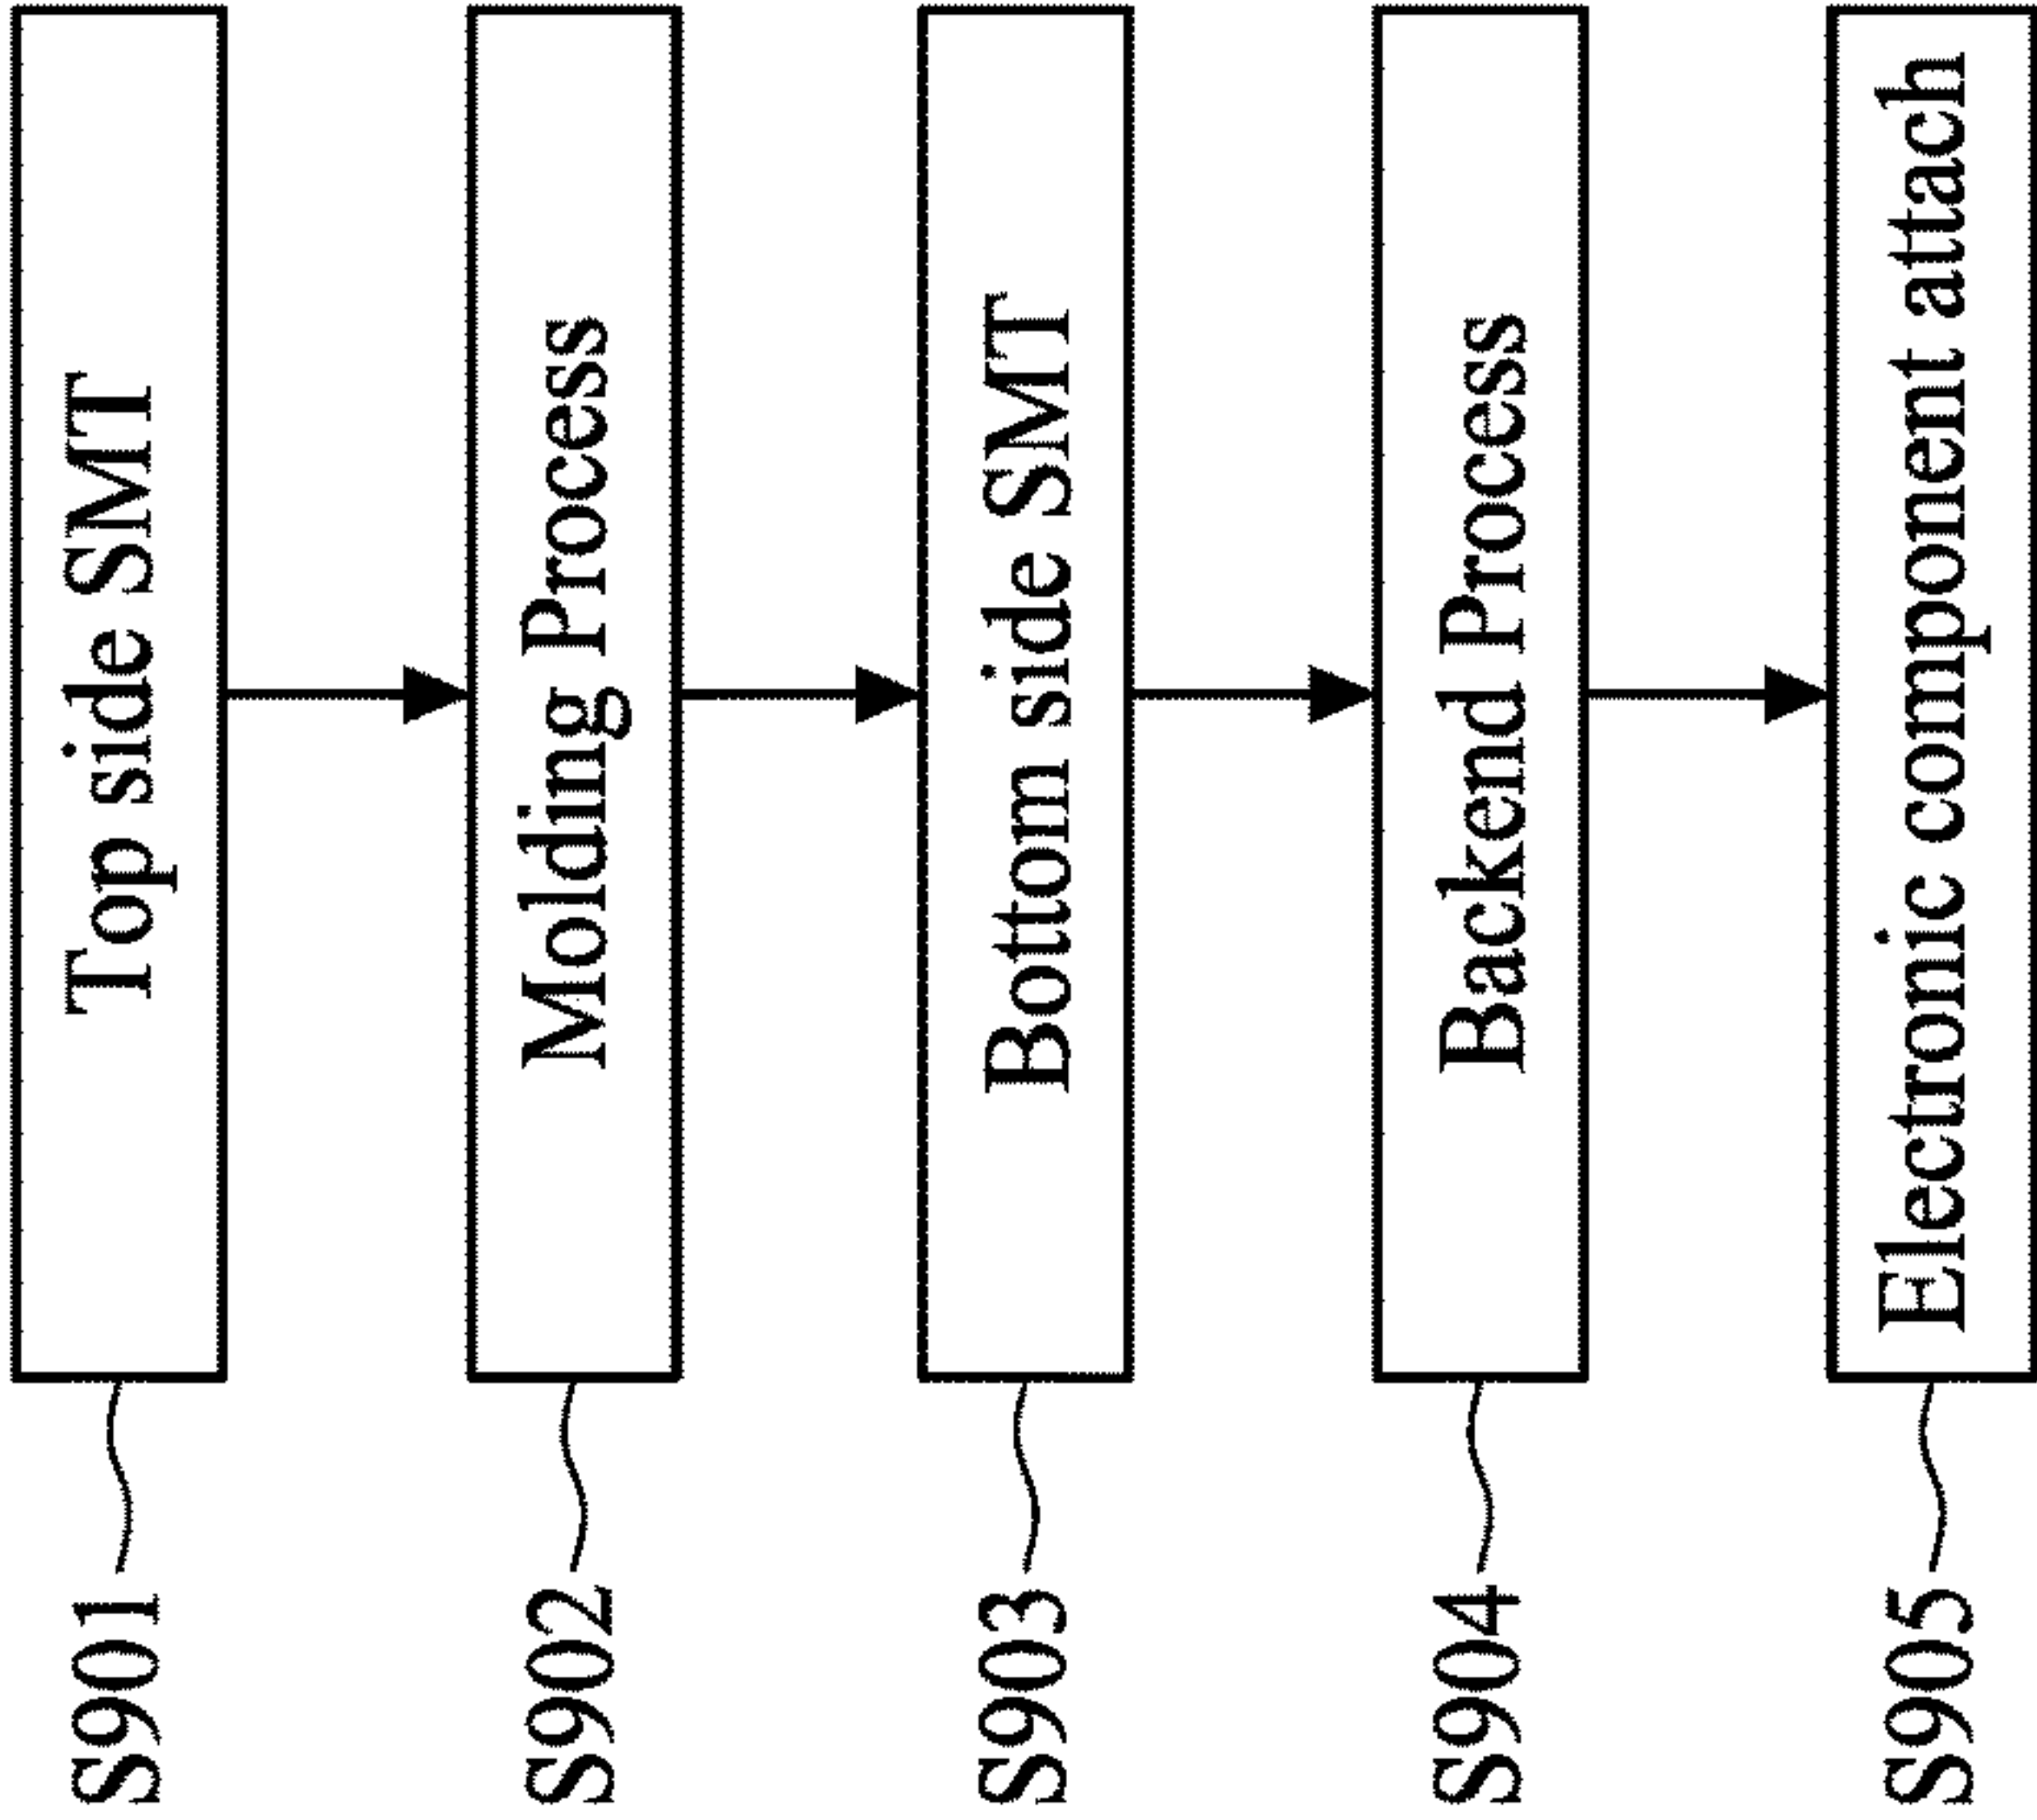 S901 Top side SMT
S902 Molding Process
S903 Bottom side SMT
S904 Backend Process
S905 Electronic component attach